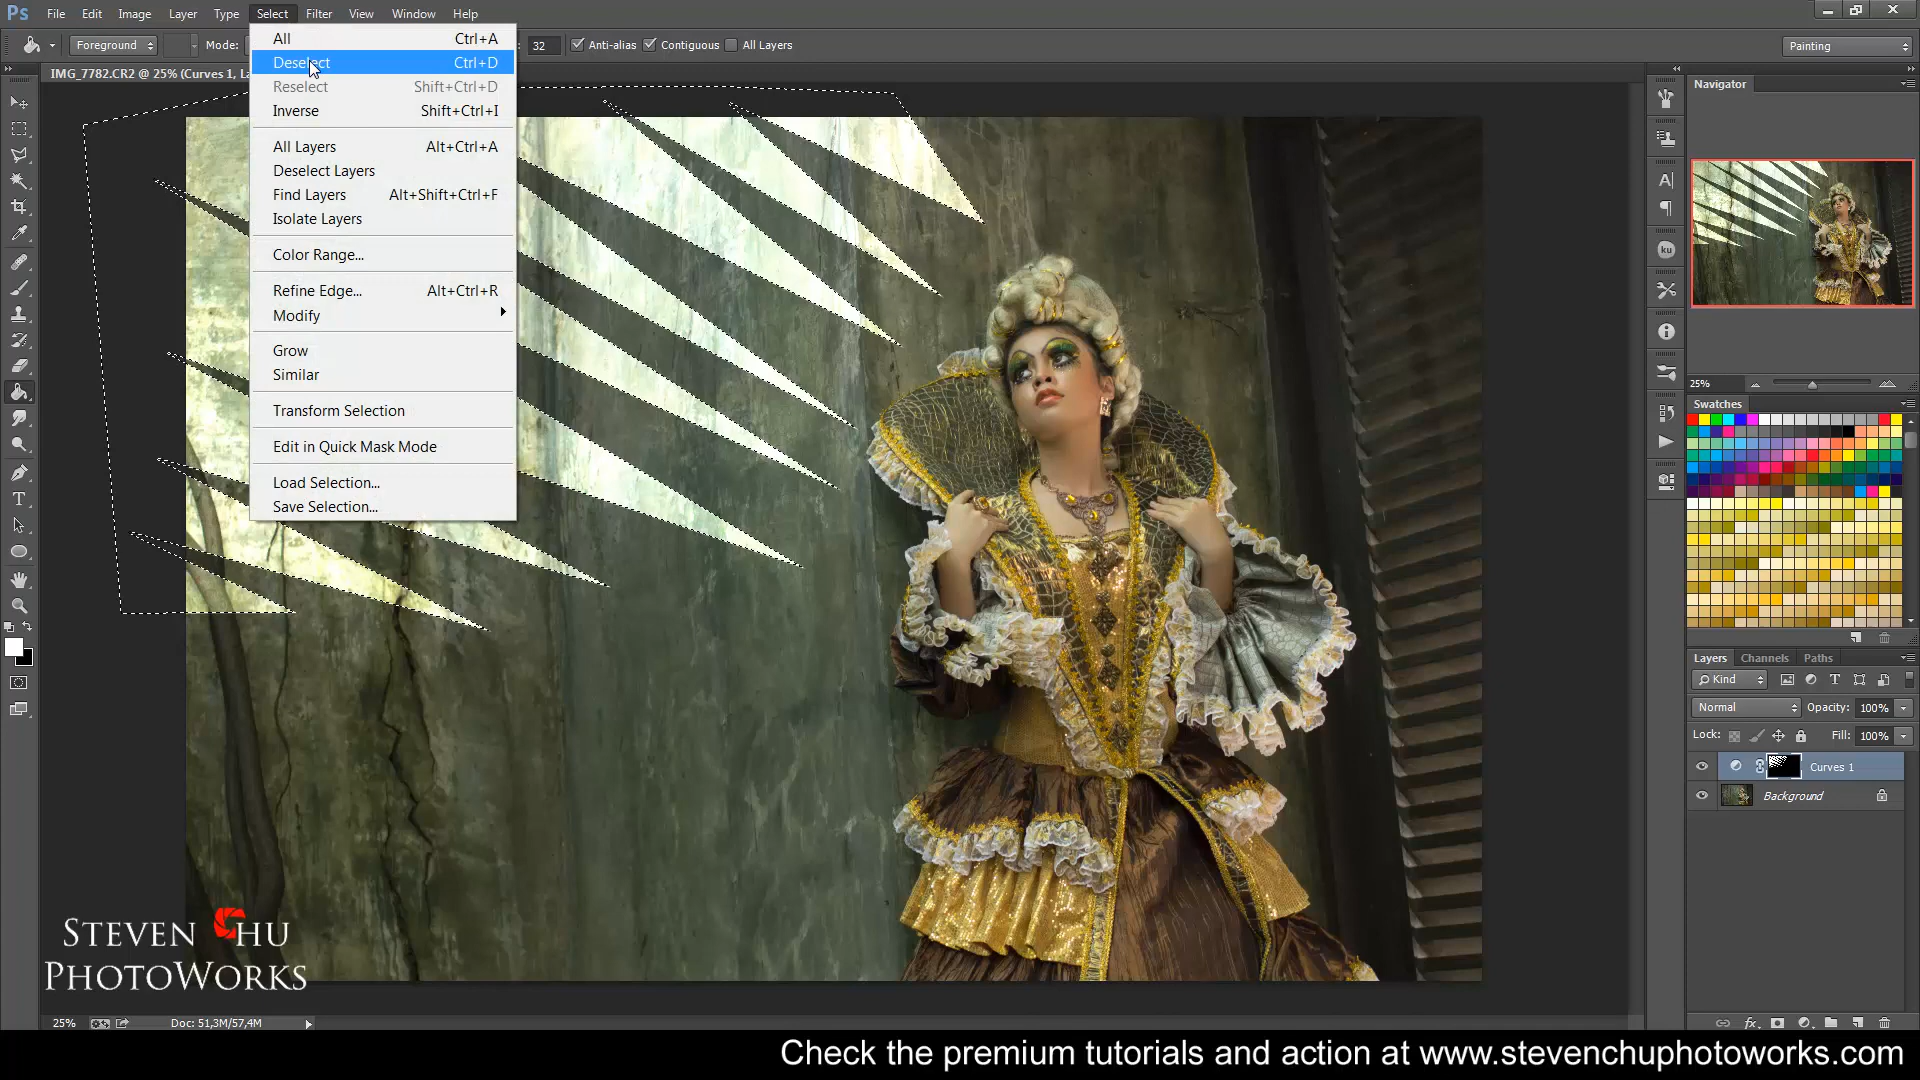 Ps File Edit Image Layer Type Select Filter View Window Help
Foreground Mode: : 32 Anti-alias Contiguous All Layers Painting
IMG_7782.CR2 @ 25% (Curves 1, La
All Ctrl+A
Deselect Ctrl+D
Reselect Shift+Ctrl+D
Inverse Shift+Ctrl+I
All Layers Alt+Ctrl+A
Deselect Layers
Find Layers Alt+Shift+Ctrl+F
Isolate Layers
Color Range...
Refine Edge... Alt+Ctrl+R
Modify
Grow
Similar
Transform Selection
Edit in Quick Mask Mode
Load Selection...
Save Selection...
Navigator
25%
Swatches
Layers Channels Paths
Kind
Normal Opacity: 100%
Lock: Fill: 100%
Curves 1
Background
STEVEN CHU
PHOTOWORKS
25% Doc: 51,3M/57,4M
Check the premium tutorials and action at www.stevenchuphotoworks.com